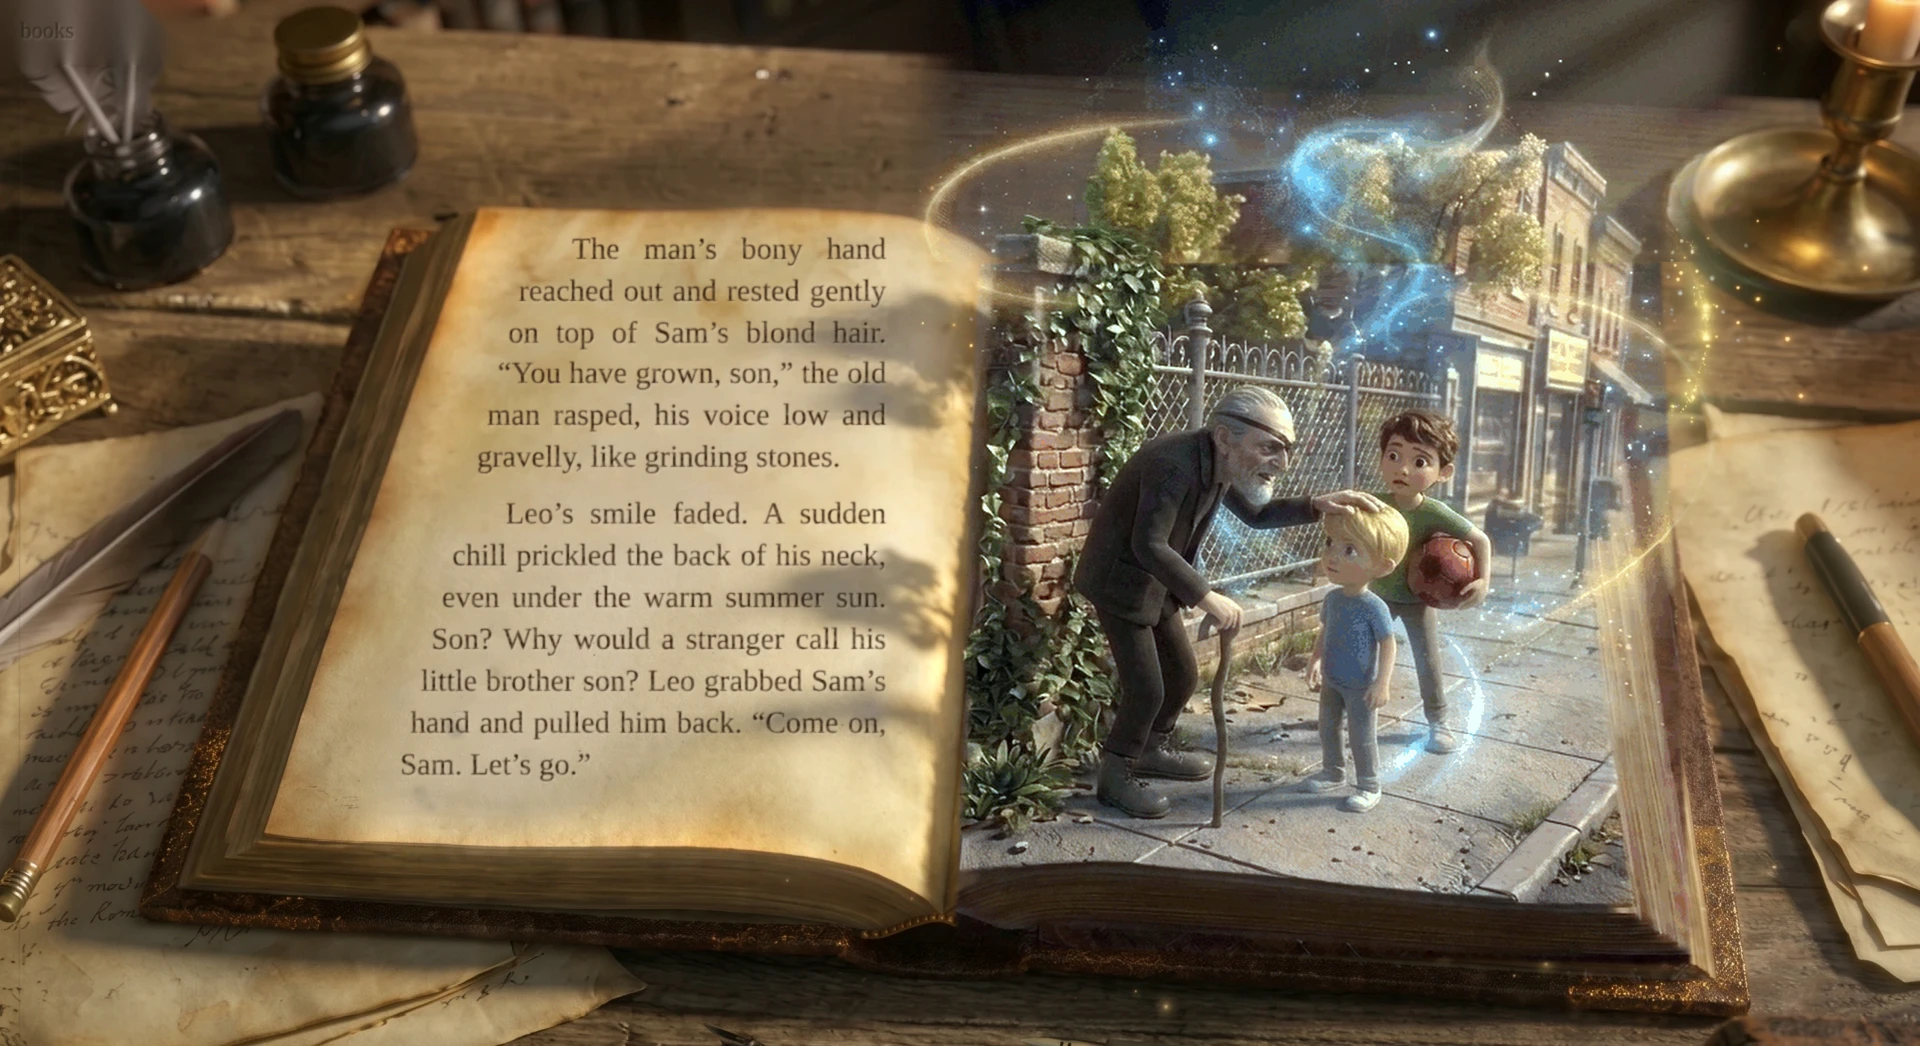 books
The man’s bony hand
reached out and rested gently
on top of Sam’s blond hair.
“You have grown, son,” the old
man rasped, his voice low and
gravelly, like grinding stones.
Leo’s smile faded. A sudden
chill prickled the back of his neck,
even under the warm summer sun.
Son? Why would a stranger call his
little brother son? Leo grabbed Sam’s
hand and pulled him back. “Come on,
Sam. Let’s go.”